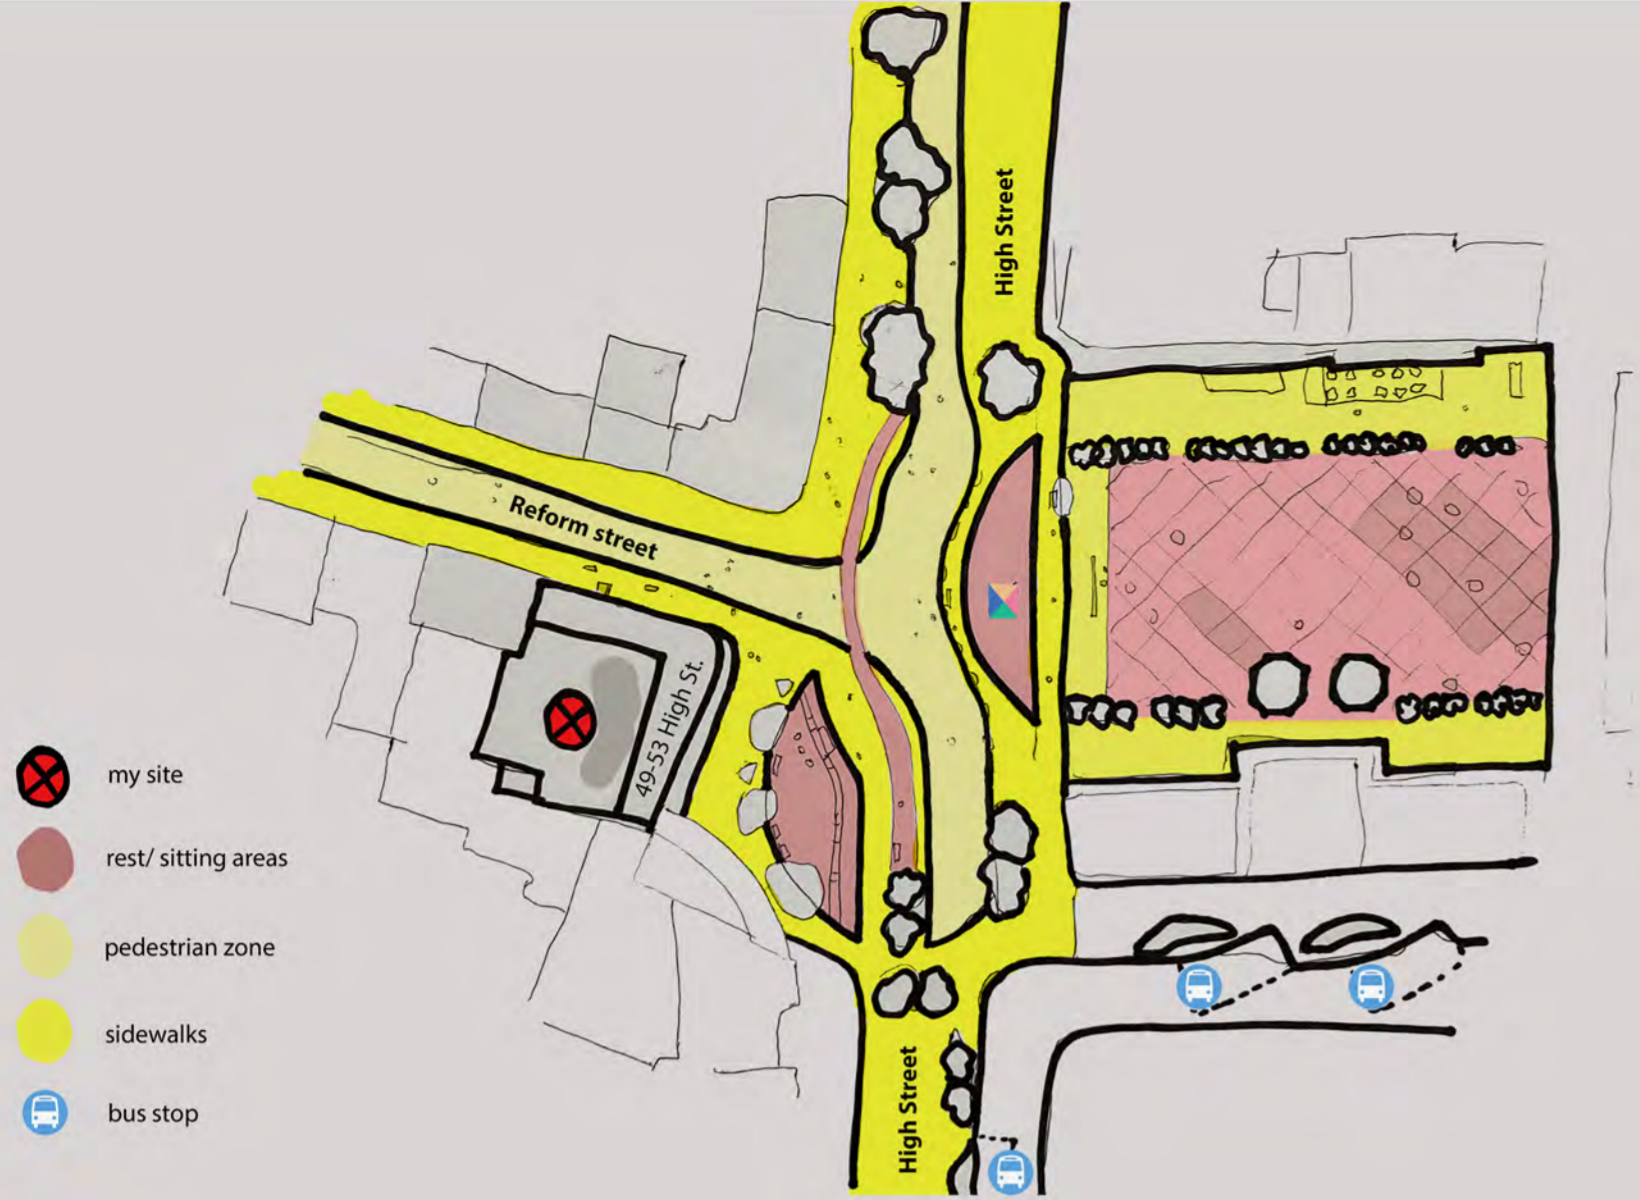 High Street
Reform street
49-53 High St.
my site
rest/ sitting areas
pedestrian zone
sidewalks
bus stop
High Street